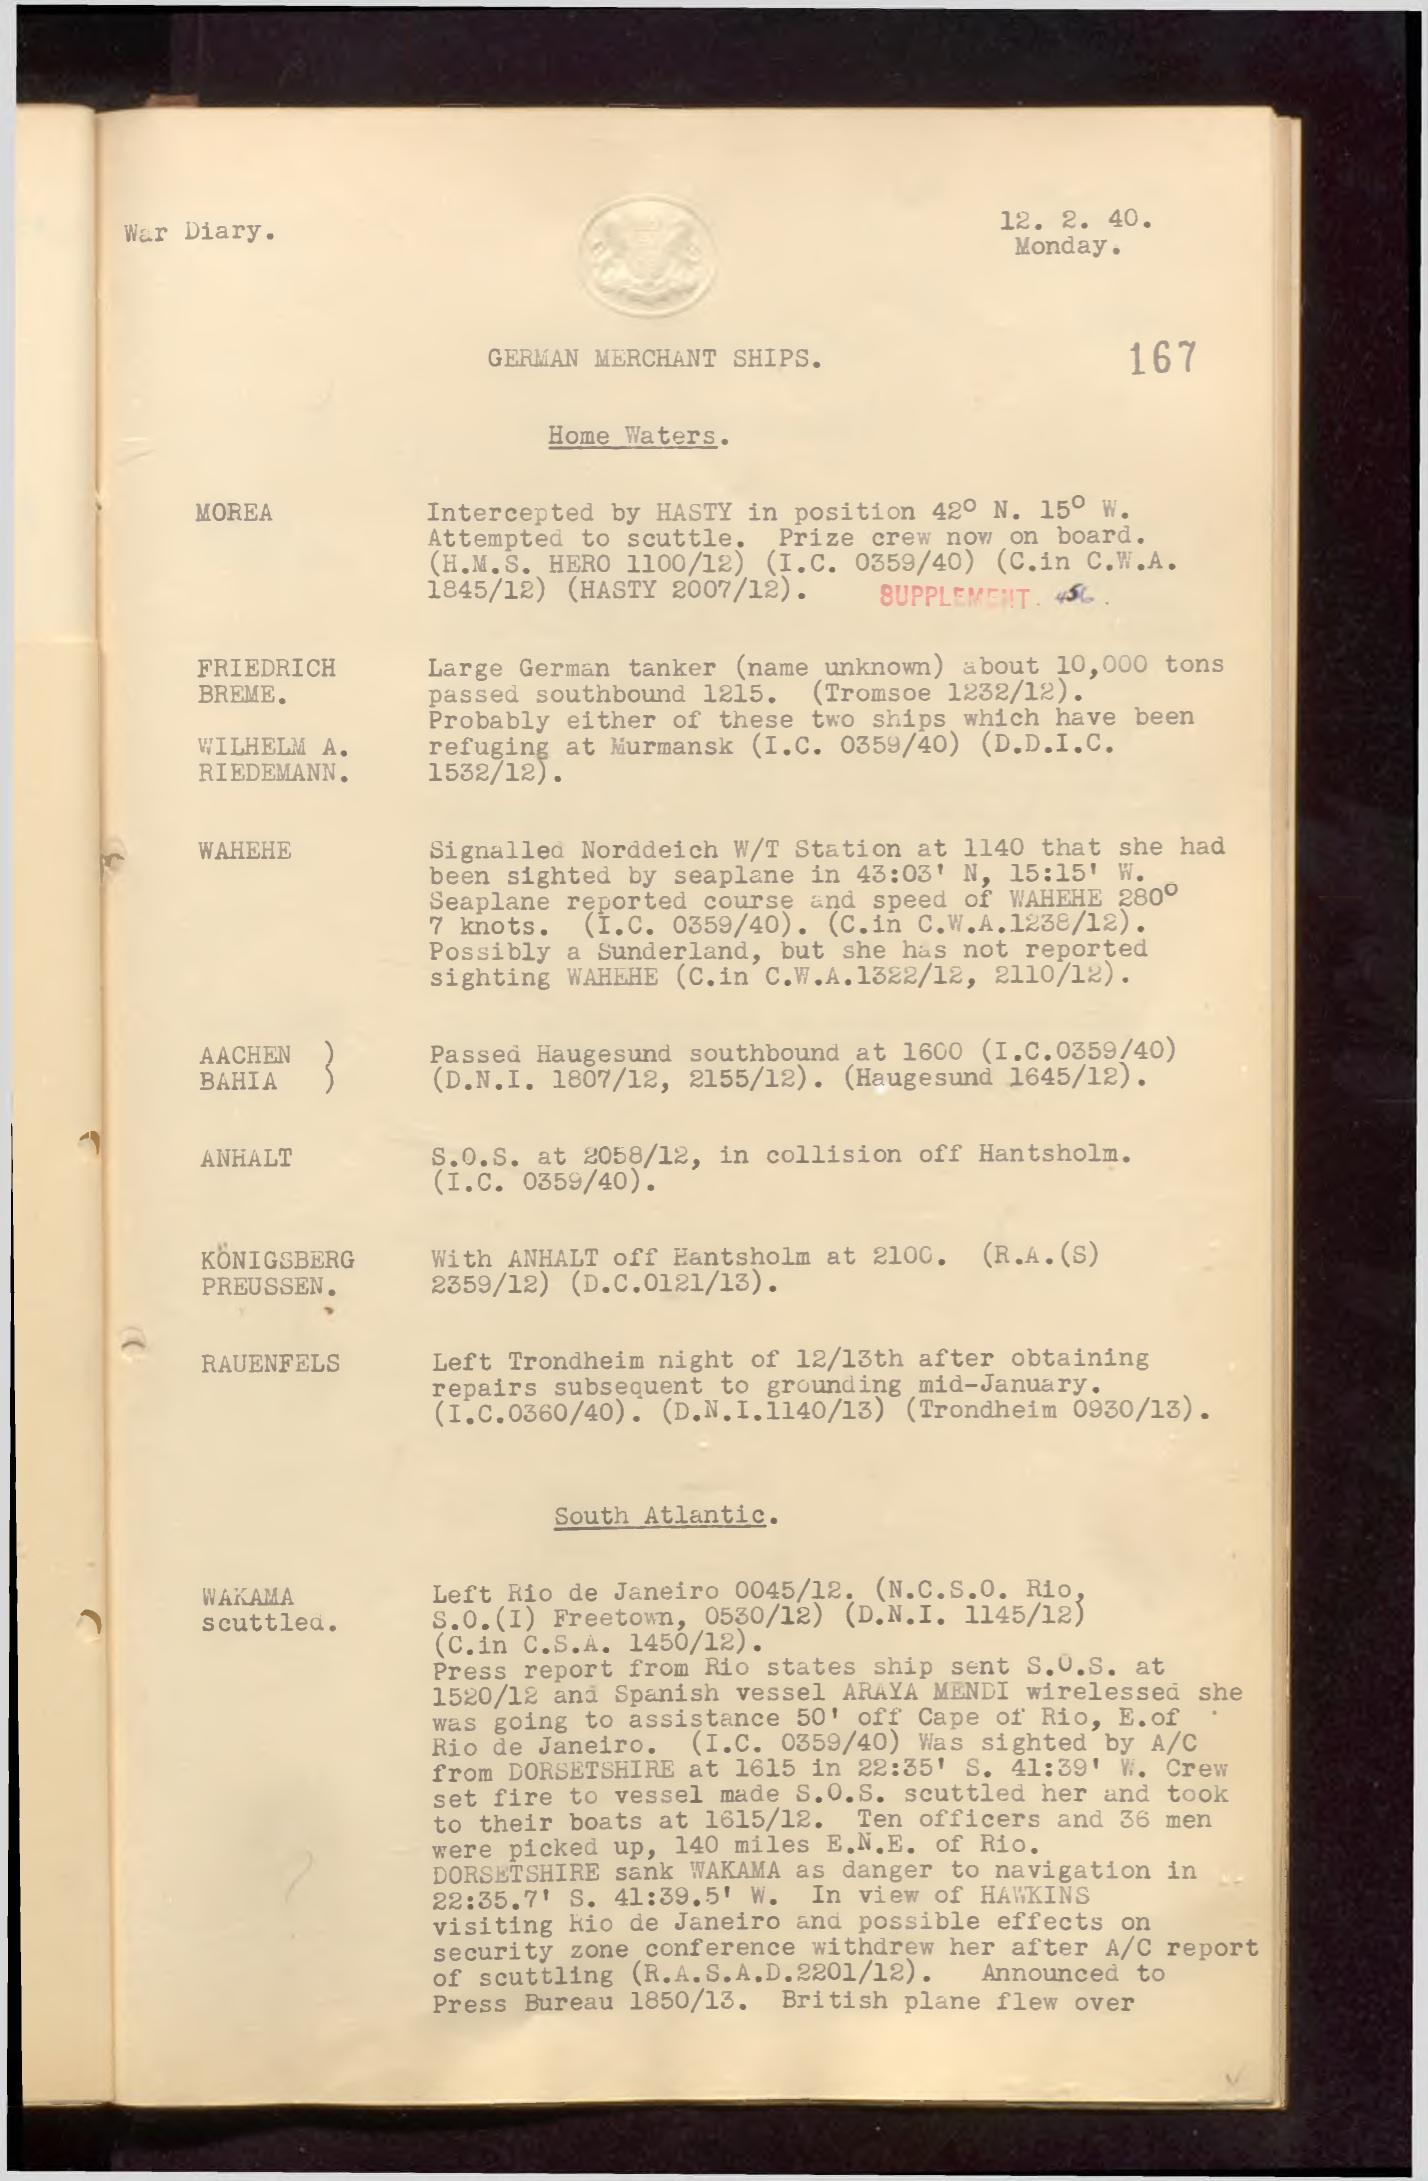 War Diary.
12. 2. 40.
Monday.
GERMAN MERCHANT SHIPS.
167
Home Waters.
MOREA Intercepted by HASTY in position 42° N. 15° W.
Attempted to scuttle. Prize crew now on board.
(H.M.S. HERO 1100/12) (I.C. 0359/40) (C.in C.W.A.
1845/12) (HASTY 2007/12). SUPPLEMENT.
FRIEDRICH Large German tanker (name unknown) about 10,000 tons
BREME. passed southbound 1215. (Tromsoe 1232/12).
Probably either of these two ships which have been
WILHELM A. refuging at Murmansk (I.C. 0359/40) (D.D.I.C.
RIEDEMANN. 1532/12).
WAHEHE Signalled Norddeich W/T Station at 1140 that she had
been sighted by seaplane in 43:03' N, 15:15' W.
Seaplane reported course and speed of WAHEHE 280°
7 knots. (I.C. 0359/40). (C.in C.W.A.1238/12).
Possibly a Sunderland, but she has not reported
sighting WAHEHE (C.in C.W.A.1322/12, 2110/12).
AACHEN ) Passed Haugesund southbound at 1600 (I.C.0359/40)
BAHIA ) (D.N.I. 1807/12, 2155/12). (Haugesund 1645/12).
ANHALT S.O.S. at 2058/12, in collision off Hantsholm.
(I.C. 0359/40).
KÖNIGSBERG With ANHALT off Hantsholm at 2100. (R.A.(S)
PREUSSEN. 2359/12) (D.C.0121/13).
RAUENFELS Left Trondheim night of 12/13th after obtaining
repairs subsequent to grounding mid-January.
(I.C.0360/40). (D.N.I.1140/13) (Trondheim 0930/13).
South Atlantic.
WAKAMA Left Rio de Janeiro 0045/12. (N.C.S.O. Rio,
scuttled. S.O.(I) Freetown, 0530/12) (D.N.I. 1145/12)
(C.in C.S.A. 1450/12).
Press report from Rio states ship sent S.O.S. at
1520/12 and Spanish vessel ARAYA MENDI wirelessed she
was going to assistance 50' off Cape of Rio, E.of
Rio de Janeiro. (I.C. 0359/40) Was sighted by A/C
from DORSETSHIRE at 1615 in 22:35' S. 41:39' W. Crew
set fire to vessel made S.O.S. scuttled her and took
to their boats at 1615/12. Ten officers and 36 men
were picked up, 140 miles E.N.E. of Rio.
DORSETSHIRE sank WAKAMA as danger to navigation in
22:35.7' S. 41:39.5' W. In view of HAWKINS
visiting Rio de Janeiro and possible effects on
security zone conference withdrew her after A/C report
of scuttling (R.A.S.A.D.2201/12). Announced to
Press Bureau 1850/13. British plane flew over